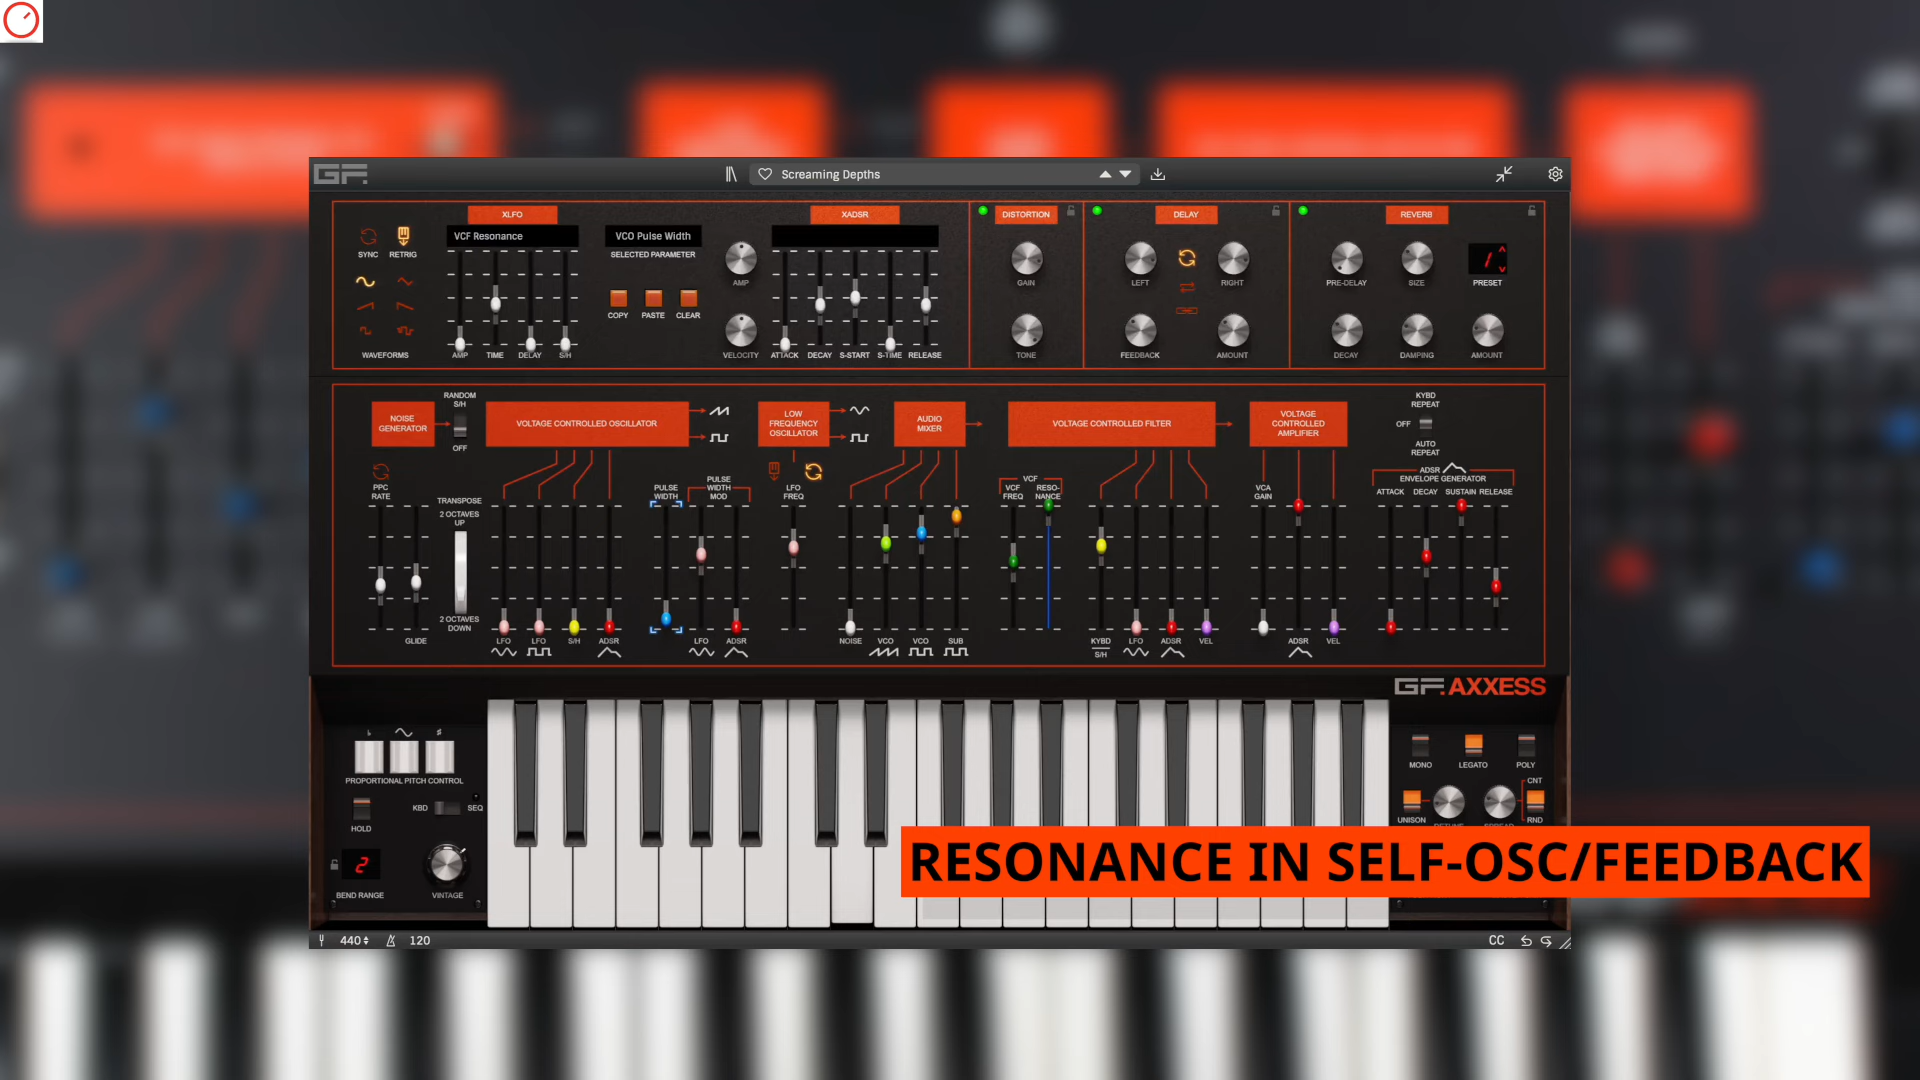 GF.
Screaming Depths
XLFO
XADSR
DISTORTION
DELAY
REVERB
VCF Resonance
VCO Pulse Width
SYNC
RETRIG
SELECTED PARAMETER
AMP
GAIN
LEFT
RIGHT
PRE-DELAY
SIZE
1
PRESET
COPY
PASTE
CLEAR
WAVEFORMS
AMP
TIME
DELAY
S/H
VELOCITY
ATTACK
DECAY
S-START
S-TIME
RELEASE
TONE
FEEDBACK
AMOUNT
DECAY
DAMPING
AMOUNT
RANDOM
S/H
NOISE
GENERATOR
OFF
VOLTAGE CONTROLLED OSCILLATOR
LOW
FREQUENCY
OSCILLATOR
AUDIO
MIXER
VOLTAGE CONTROLLED FILTER
VOLTAGE
CONTROLLED
AMPLIFIER
KYBD
REPEAT
OFF
AUTO
REPEAT
ADSR
ENVELOPE GENERATOR
PPC
RATE
TRANSPOSE
2 OCTAVES
UP
2 OCTAVES
DOWN
GLIDE
PULSE
WIDTH
PULSE
WIDTH
MOD
LFO
FREQ
VCF
VCF
FREQ
RESO-
NANCE
VCA
GAIN
ATTACK
DECAY
SUSTAIN
RELEASE
LFO
LFO
S/H
ADSR
LFO
ADSR
NOISE
VCO
VCO
SUB
KYBD
S/H
LFO
ADSR
VEL
ADSR
VEL
GF.AXXESS
PROPORTIONAL PITCH CONTROL
KBD
SEQ
HOLD
2
BEND RANGE
VINTAGE
MONO
LEGATO
POLY
CNT
UNISON
RND
RESONANCE IN SELF-OSC/FEEDBACK
440
120
CC